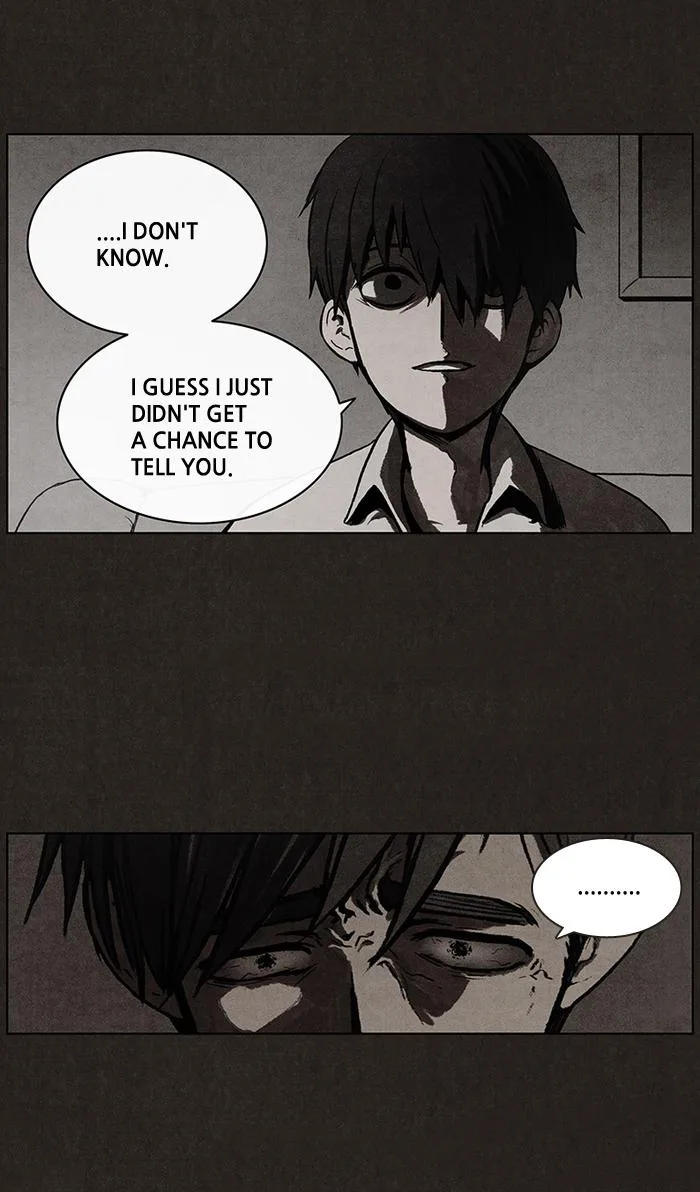 ....I DON'T
KNOW.
I GUESS I JUST
DIDN'T GET
A CHANCE TO
TELL YOU.
..........